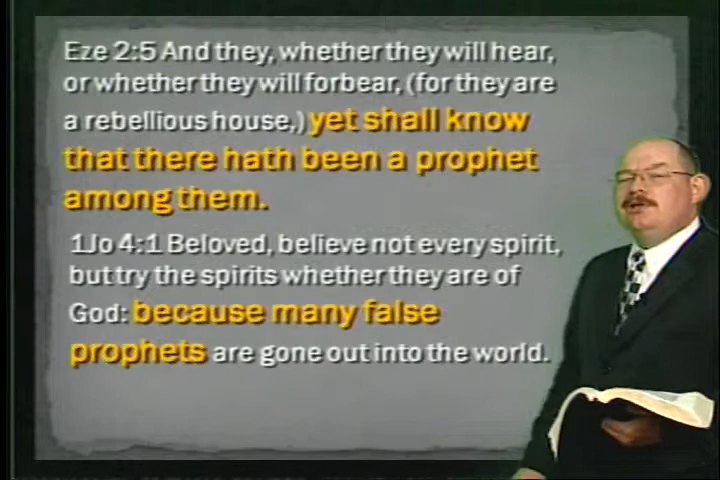 Eze 2:5 And they, whether they will hear,
or whether they will forbear, (for they are
a rebellious house,) yet shall know
that there hath been a prophet
among them.
1Jo 4:1 Beloved, believe not every spirit,
but try the spirits whether they are of
God: because many false
prophets are gone out into the world.